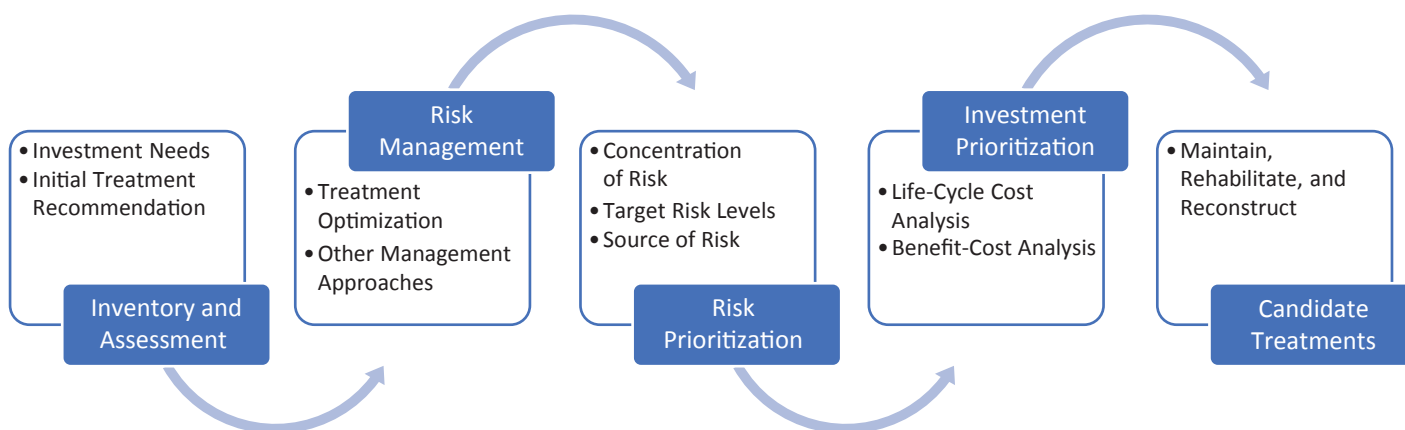 • Investment Needs
• Initial Treatment
Recommendation
Inventory and
Assessment
Risk
Management
• Treatment
Optimization
• Other Management
Approaches
• Concentration
of Risk
• Target Risk Levels
• Source of Risk
Risk
Prioritization
Investment
Prioritization
• Life-Cycle Cost
Analysis
• Benefit-Cost Analysis
• Maintain,
Rehabilitate, and
Reconstruct
Candidate
Treatments